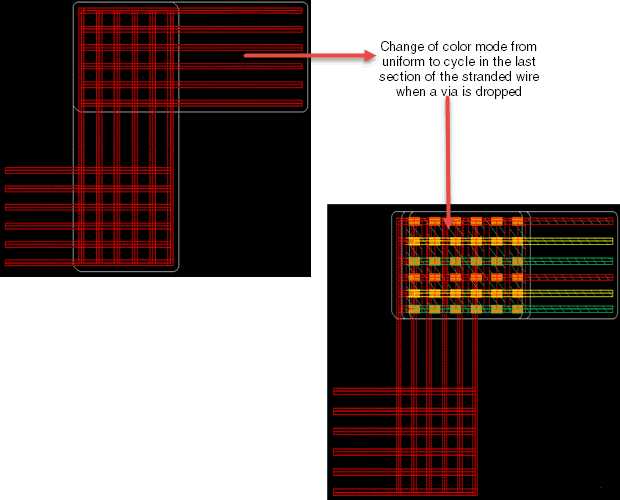 Change of color mode from
uniform to cycle in the last
section of the stranded wire
when a via is dropped